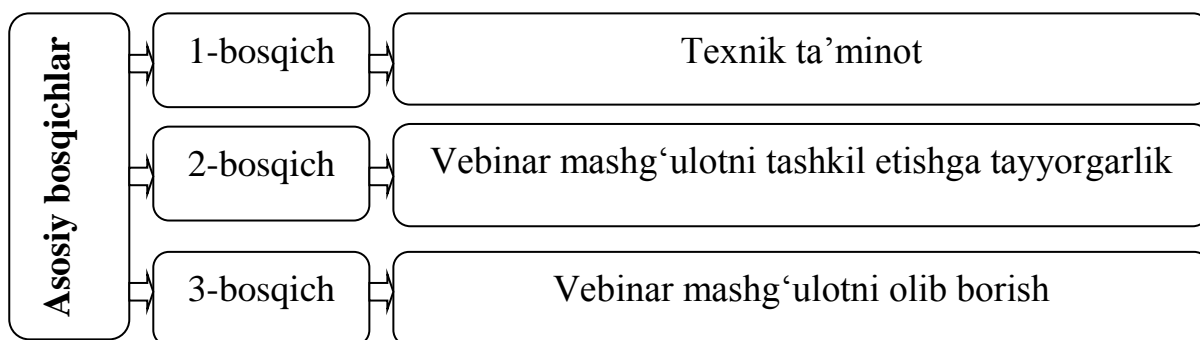 Asosiy bosqichlar
1-bosqich
Texnik ta’minot
2-bosqich
Vebinar mashg‘ulotni tashkil etishga tayyorgarlik
3-bosqich
Vebinar mashg‘ulotni olib borish